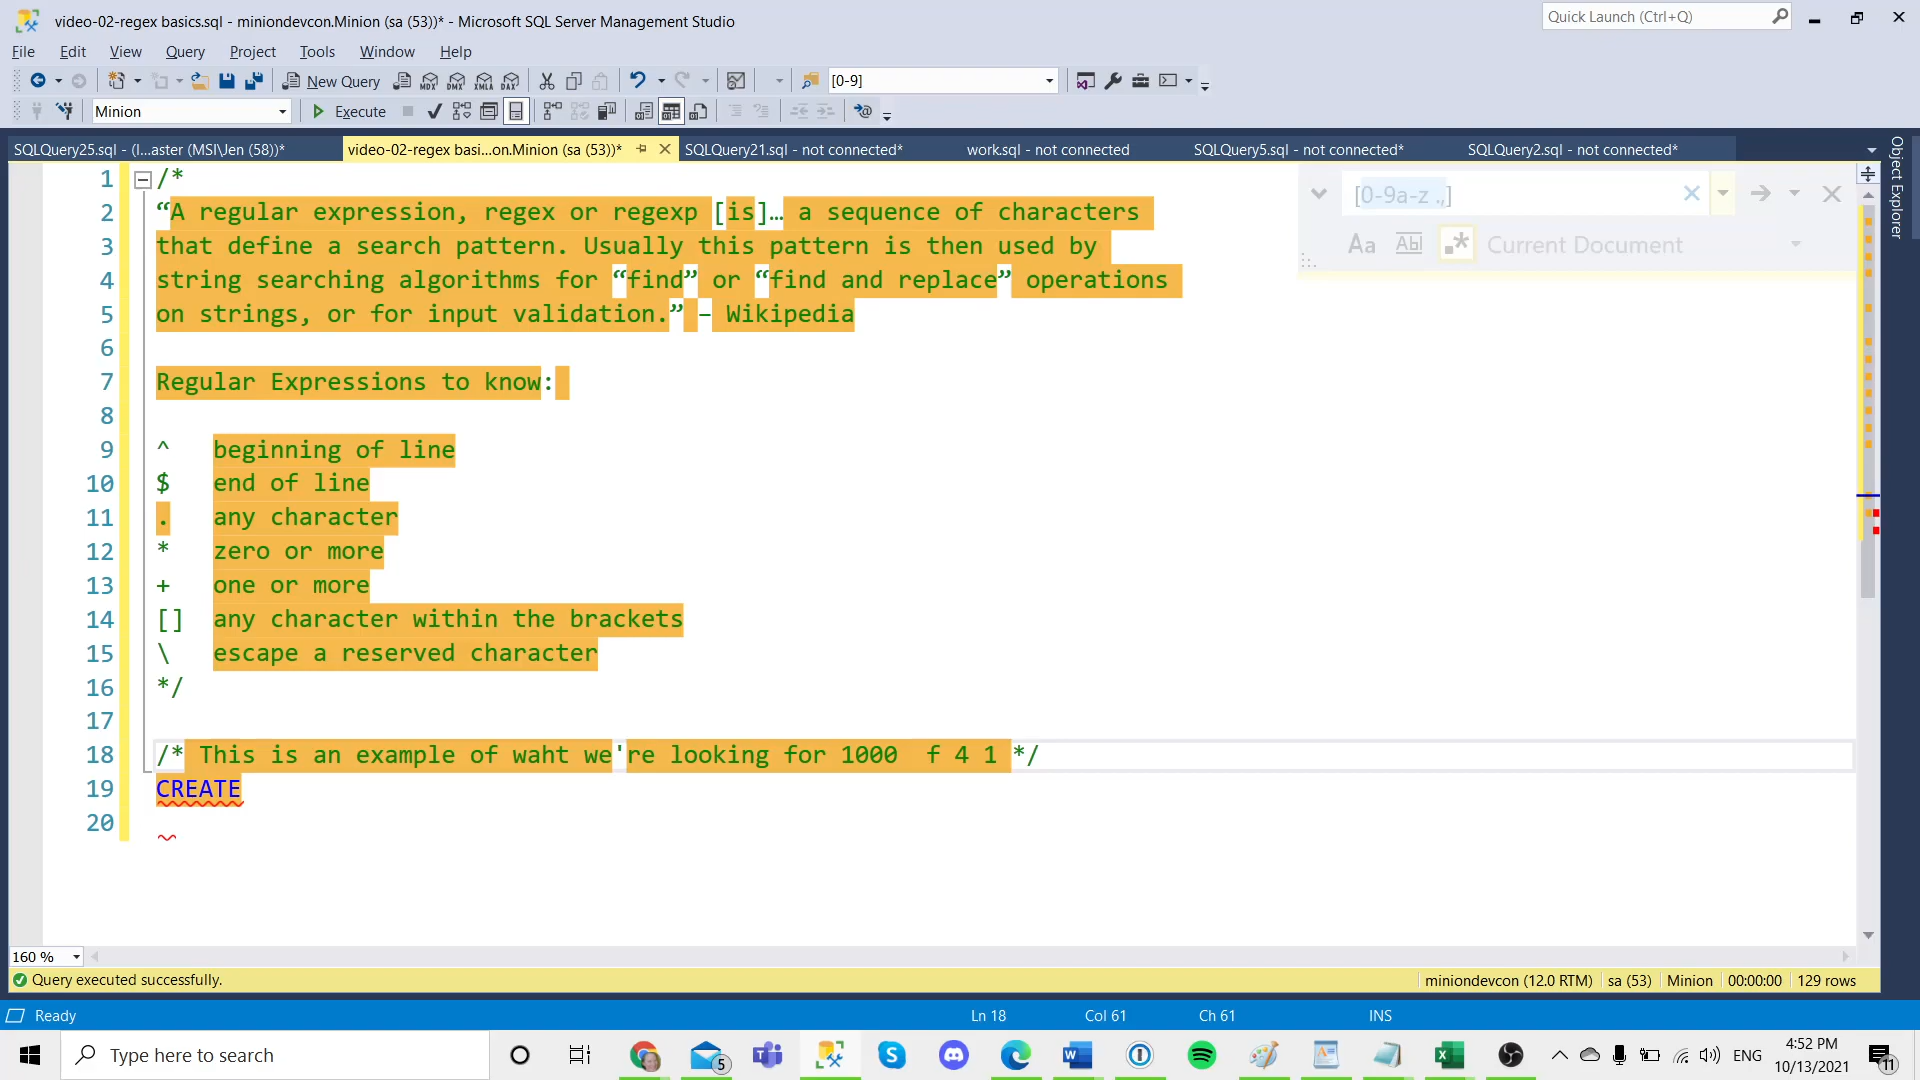 video-02-regex basics.sql - miniondevcon.Minion (sa (53))* - Microsoft SQL Server Management Studio
Quick Launch (Ctrl+Q)
File Edit View Query Project Tools Window Help
New Query MDX DMX XMLA DAX [0-9]
Minion Execute
SQLQuery25.sql - (l...aster (MSI\Jen (58))* video-02-regex basi...on.Minion (sa (53))* SQLQuery21.sql - not connected* work.sql - not connected SQLQuery5.sql - not connected* SQLQuery2.sql - not connected*
Object Explorer
[0-9a-z .,]
Aa Abl .* Current Document
1 /*
2 “A regular expression, regex or regexp [is]… a sequence of characters
3 that define a search pattern. Usually this pattern is then used by
4 string searching algorithms for “find” or “find and replace” operations
5 on strings, or for input validation.” – Wikipedia
6
7 Regular Expressions to know:
8
9 ^ beginning of line
10 $ end of line
11 . any character
12 * zero or more
13 + one or more
14 [] any character within the brackets
15 \ escape a reserved character
16 */
17
18 /* This is an example of waht we're looking for 1000  f 4 1 */
19 CREATE
20
160 %
Query executed successfully. miniondevcon (12.0 RTM) sa (53) Minion 00:00:00 129 rows
Ready Ln 18 Col 61 Ch 61 INS
Type here to search 5 ENG 4:52 PM
10/13/2021 11